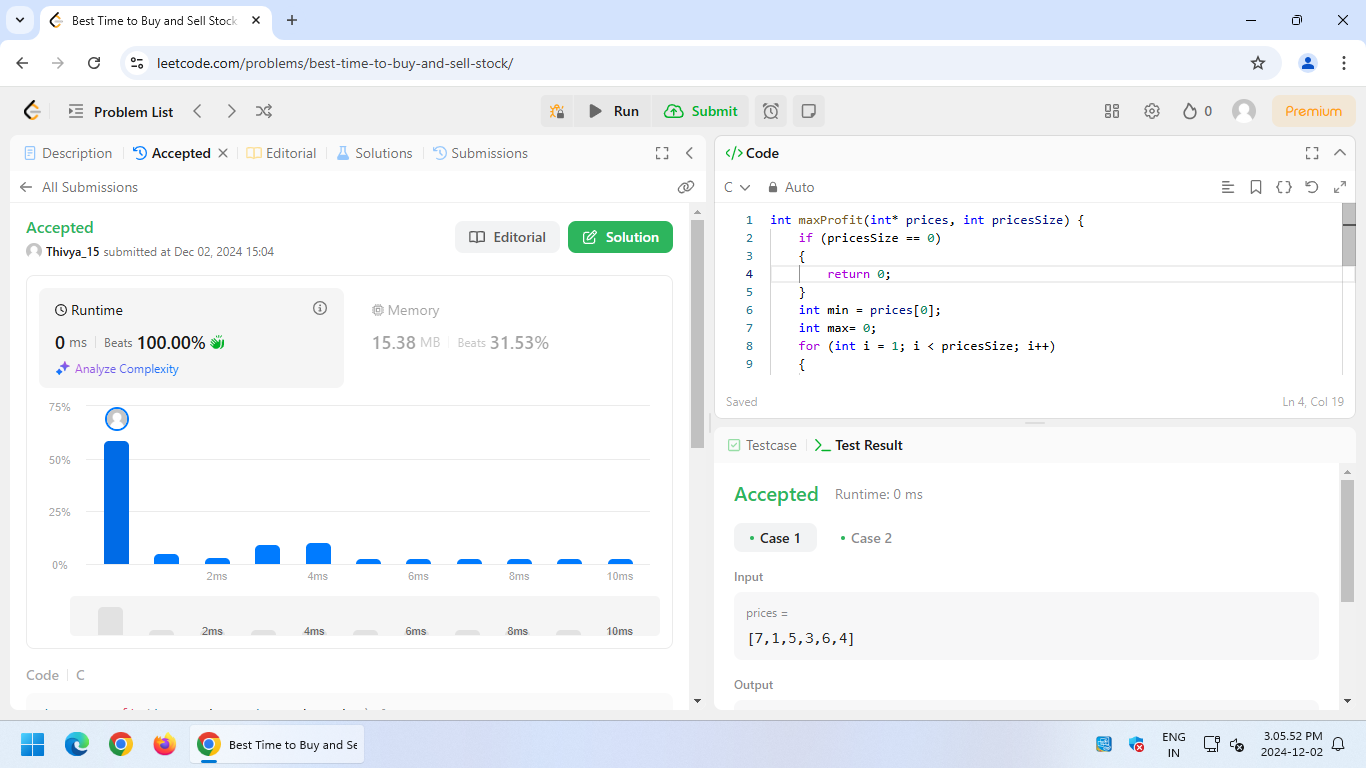 Best Time to Buy and Sell Stock
leetcode.com/problems/best-time-to-buy-and-sell-stock/
Problem List
Run
Submit
0
Premium
Description
Accepted
Editorial
Solutions
Submissions
All Submissions
Accepted
Thivya_15 submitted at Dec 02, 2024 15:04
Editorial
Solution
Runtime
0 ms Beats 100.00%
Analyze Complexity
Memory
15.38 MB Beats 31.53%
75%
50%
25%
0%
2ms 4ms 6ms 8ms 10ms
2ms 4ms 6ms 8ms 10ms
Code C
</> Code
C
Auto
1 int maxProfit(int* prices, int pricesSize) {
2 if (pricesSize == 0)
3 {
4 return 0;
5 }
6 int min = prices[0];
7 int max= 0;
8 for (int i = 1; i < pricesSize; i++)
9 {
Saved
Ln 4, Col 19
Testcase
Test Result
Accepted Runtime: 0 ms
Case 1
Case 2
Input
prices =
[7,1,5,3,6,4]
Output
Best Time to Buy and Se
ENG
IN
3.05.52 PM
2024-12-02